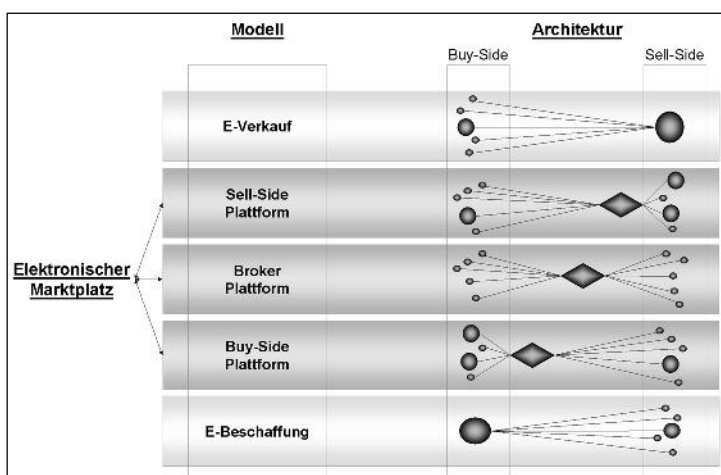 Modell
Architektur
Buy-Side
Sell-Side
E-Verkauf
Sell-Side
Plattform
Elektronischer
Marktplatz
Broker
Plattform
Buy-Side
Plattform
E-Beschaffung